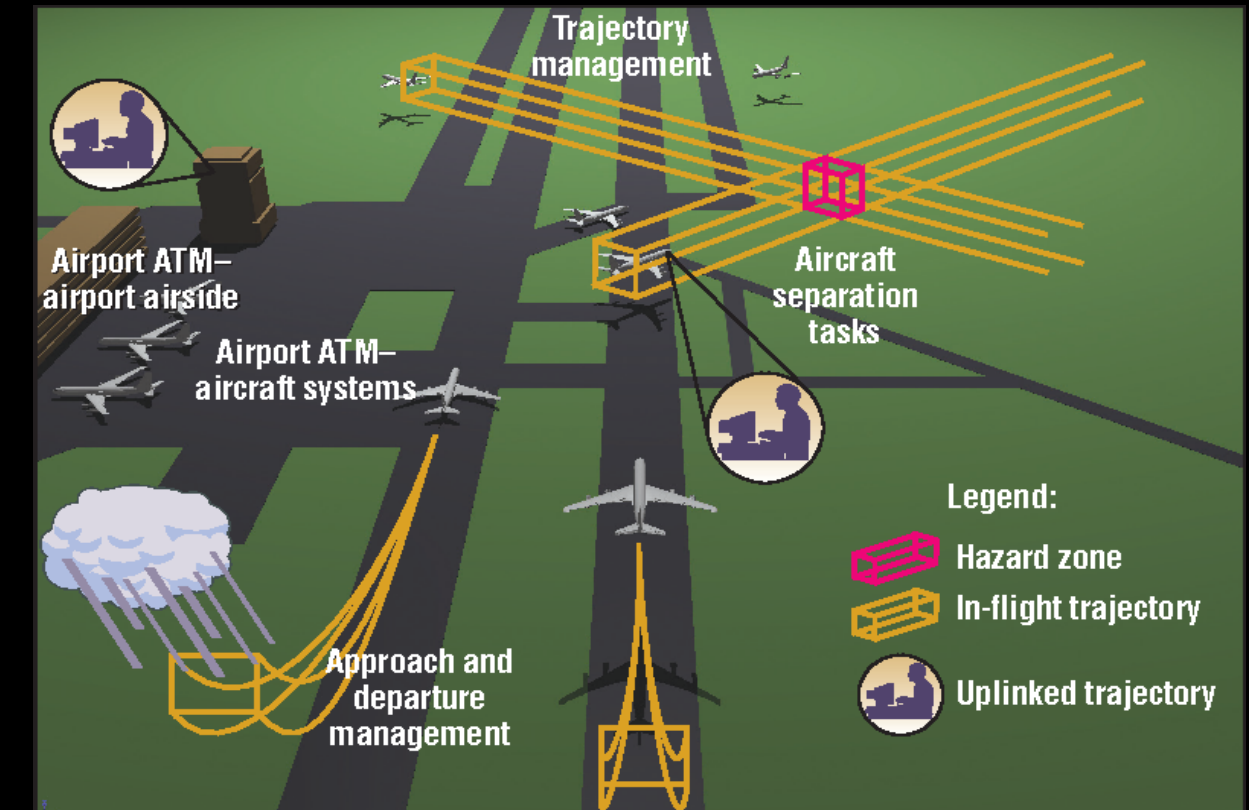 Trajectory
management
Airport ATM–
airport airside
Aircraft
separation
tasks
Airport ATM–
aircraft systems
Approach and
departure
management
Legend:
Hazard zone
In-flight trajectory
Uplinked trajectory